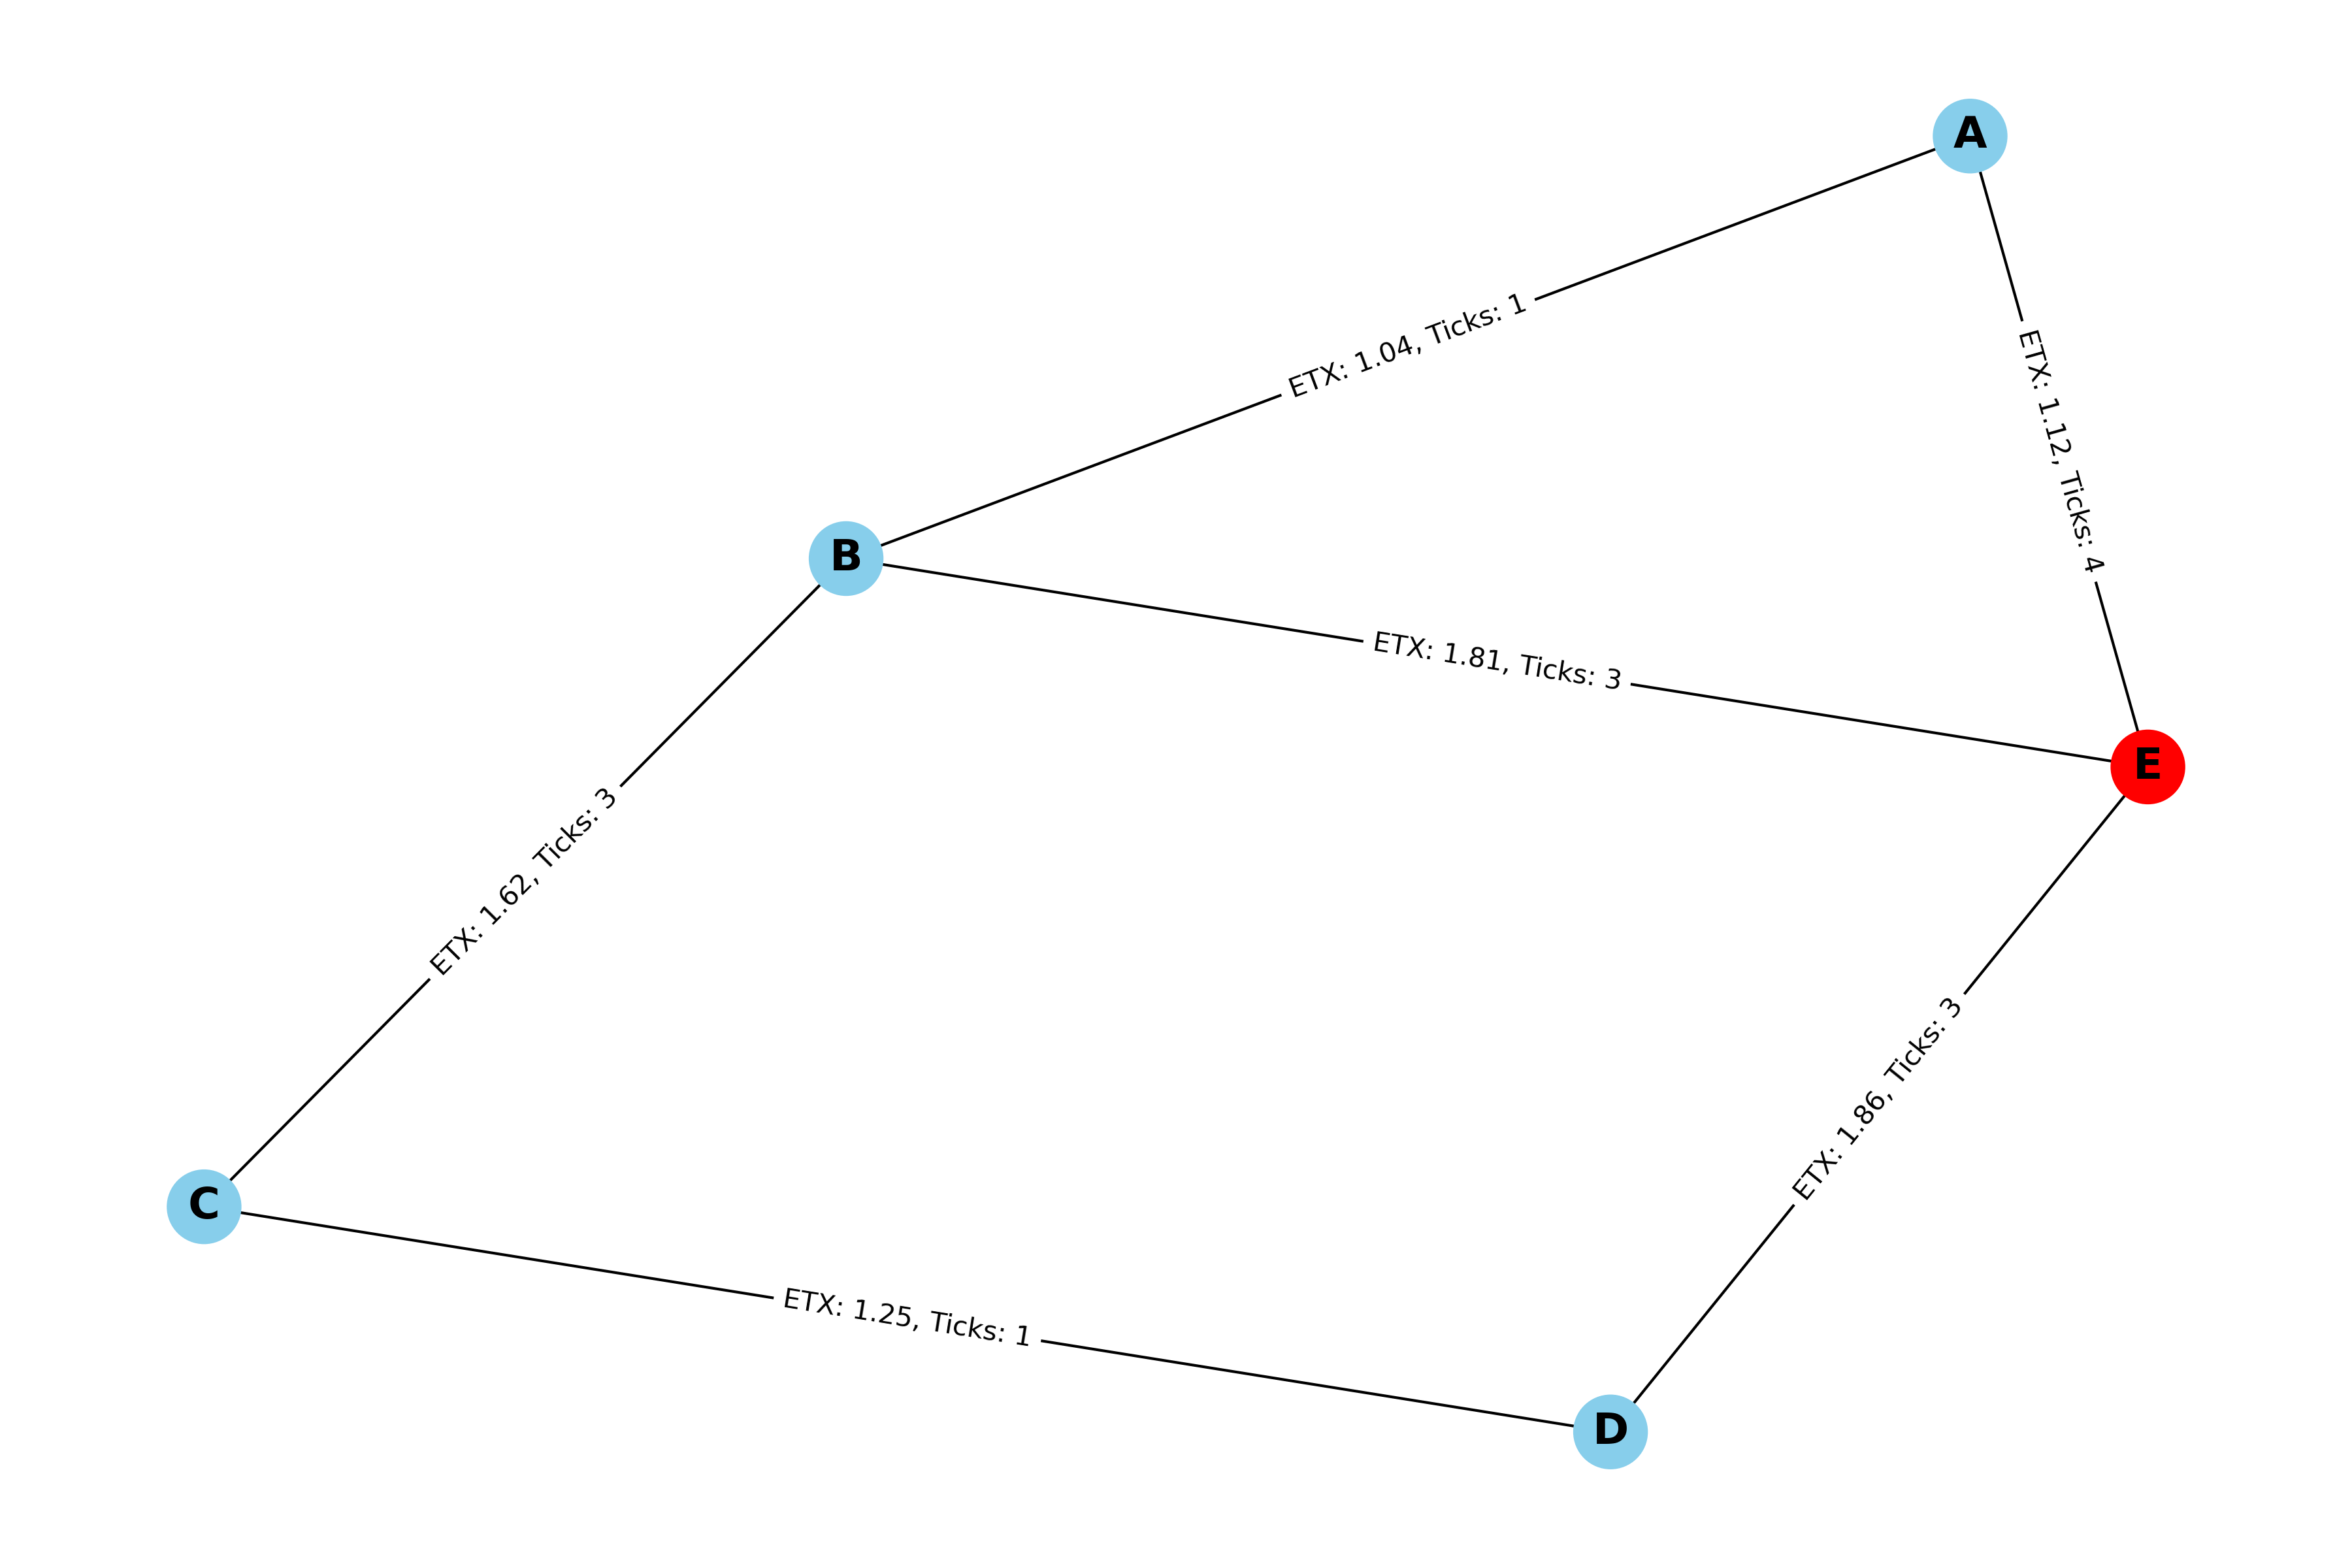 A
ETX: 1.04, Ticks: 1
ETX: 1.12, Ticks: 4
B
ETX: 1.81, Ticks: 3
E
ETX: 1.62, Ticks: 3
ETX: 1.86, Ticks: 3
C
ETX: 1.25, Ticks: 1
D